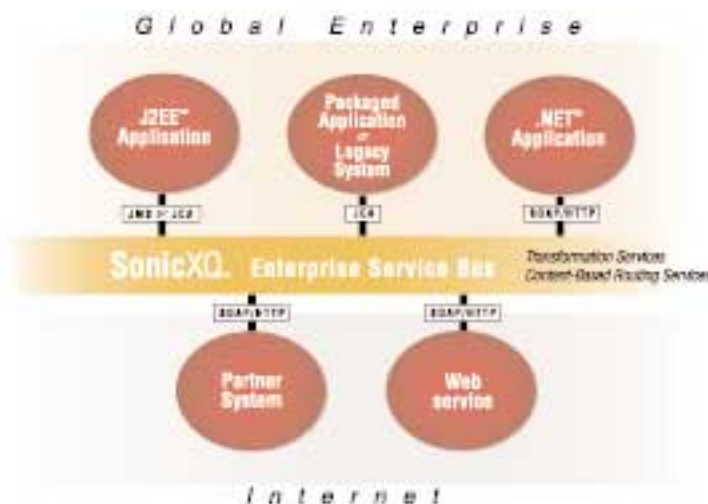 Global Enterprise
J2EE™
Application
Packaged
Application
or
Legacy
System
.NET™
Application
JMS or JCA
JCA
SOAP/HTTP
SonicXQ. Enterprise Service Bus
Transformation Services
Content-Based Routing Services
SOAP/HTTP
SOAP/HTTP
Partner
System
Web
service
Internet